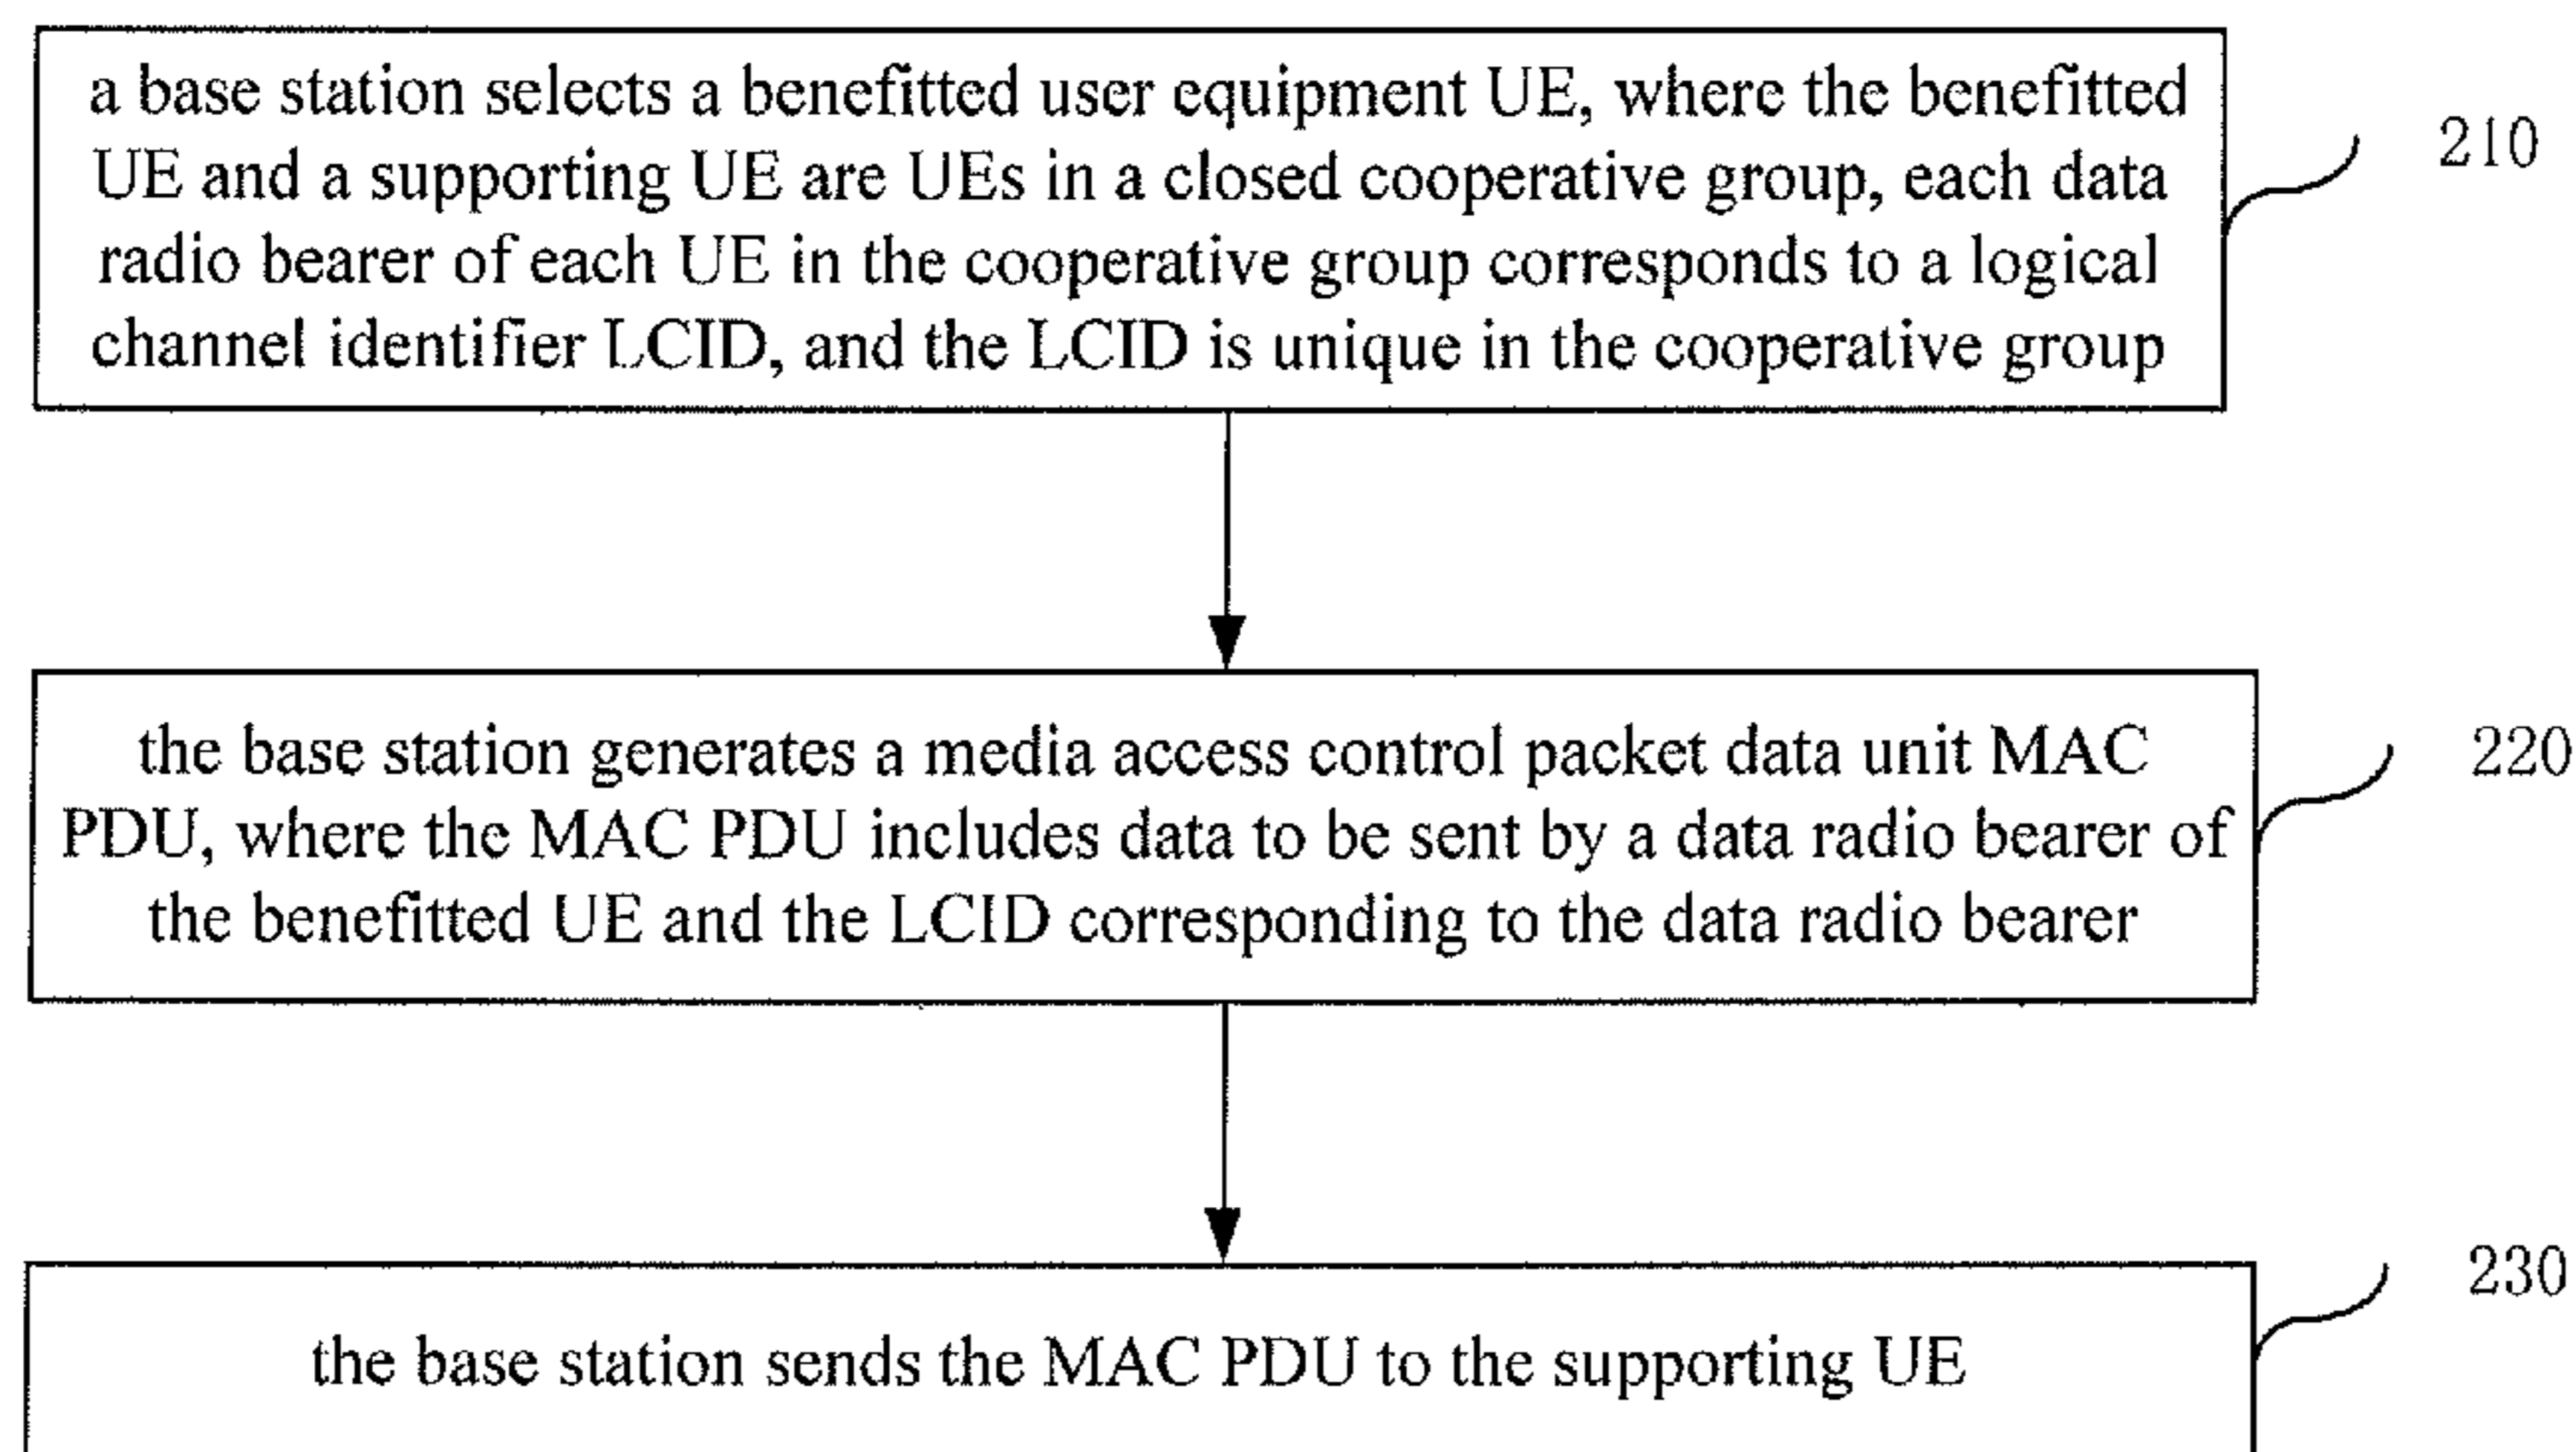 a base station selects a benefitted user equipment UE, where the benefitted
UE and a supporting UE are UEs in a closed cooperative group, each data
radio bearer of each UE in the cooperative group corresponds to a logical
channel identifier LCID, and the LCID is unique in the cooperative group
210
the base station generates a media access control packet data unit MAC
PDU, where the MAC PDU includes data to be sent by a data radio bearer of
the benefitted UE and the LCID corresponding to the data radio bearer
220
the base station sends the MAC PDU to the supporting UE
230